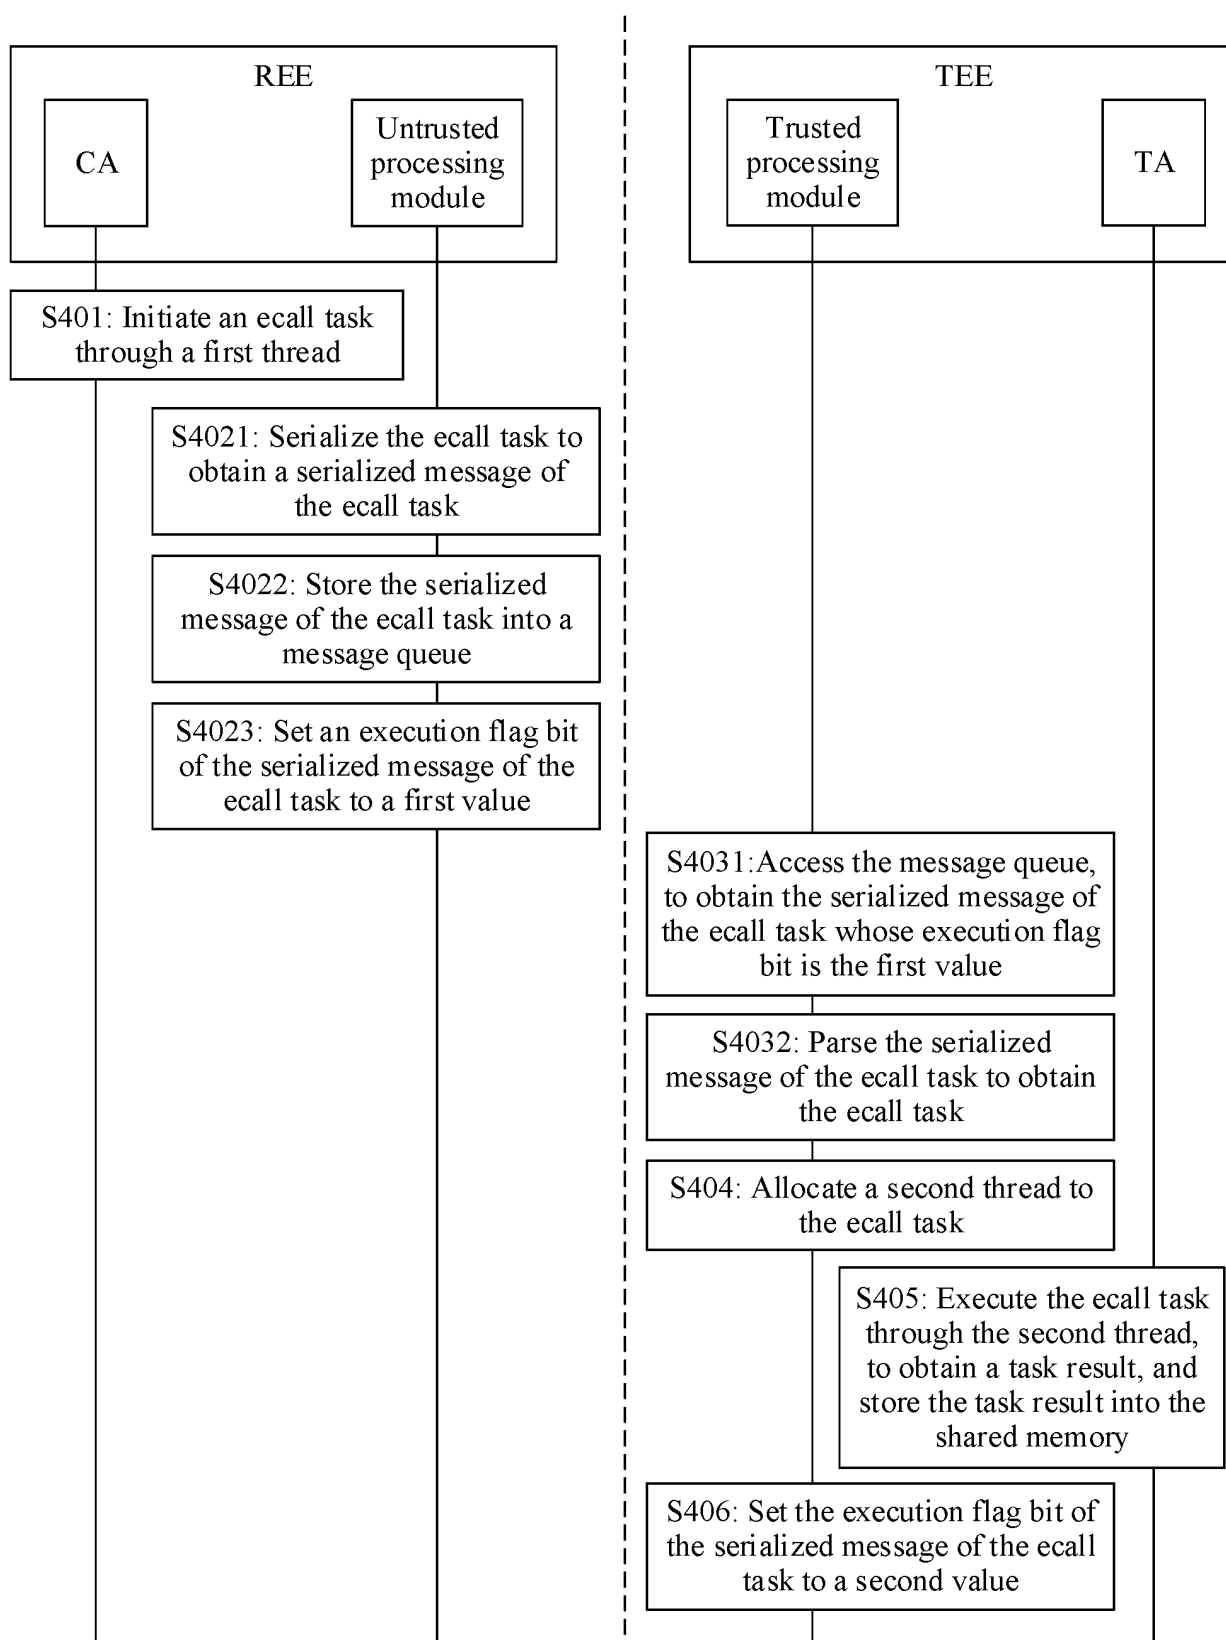 REE
TEE
CA
Untrusted
processing
module
Trusted
processing
module
TA
S401: Initiate an ecall task
through a first thread
S4021: Serialize the ecall task to
obtain a serialized message of
the ecall task
S4022: Store the serialized
message of the ecall task into a
message queue
S4023: Set an execution flag bit
of the serialized message of the
ecall task to a first value
S4031:Access the message queue,
to obtain the serialized message of
the ecall task whose execution flag
bit is the first value
S4032: Parse the serialized
message of the ecall task to obtain
the ecall task
S404: Allocate a second thread to
the ecall task
S405: Execute the ecall task
through the second thread,
to obtain a task result, and
store the task result into the
shared memory
S406: Set the execution flag bit of
the serialized message of the ecall
task to a second value